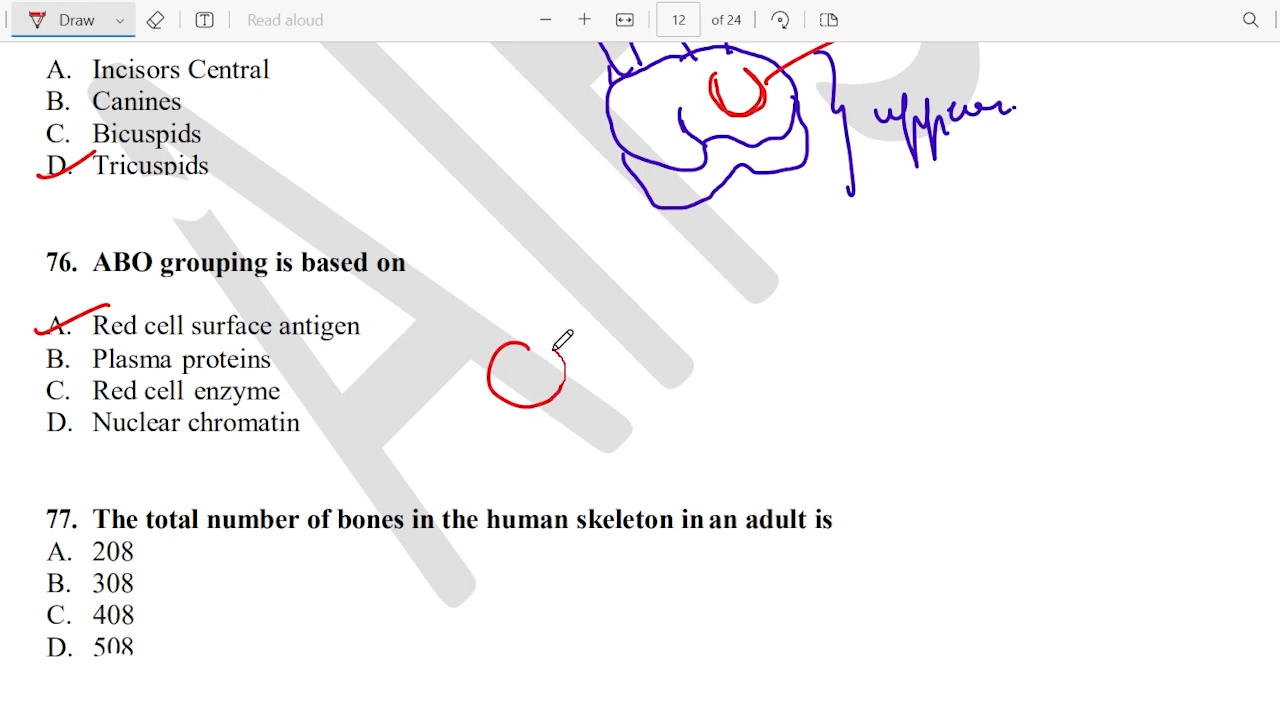 Draw
Read aloud
12 of 24
A. Incisors Central
B. Canines
C. Bicuspids
D. Tricuspids
upper.
76. ABO grouping is based on
A. Red cell surface antigen
B. Plasma proteins
C. Red cell enzyme
D. Nuclear chromatin
77. The total number of bones in the human skeleton in an adult is
A. 208
B. 308
C. 408
D. 508